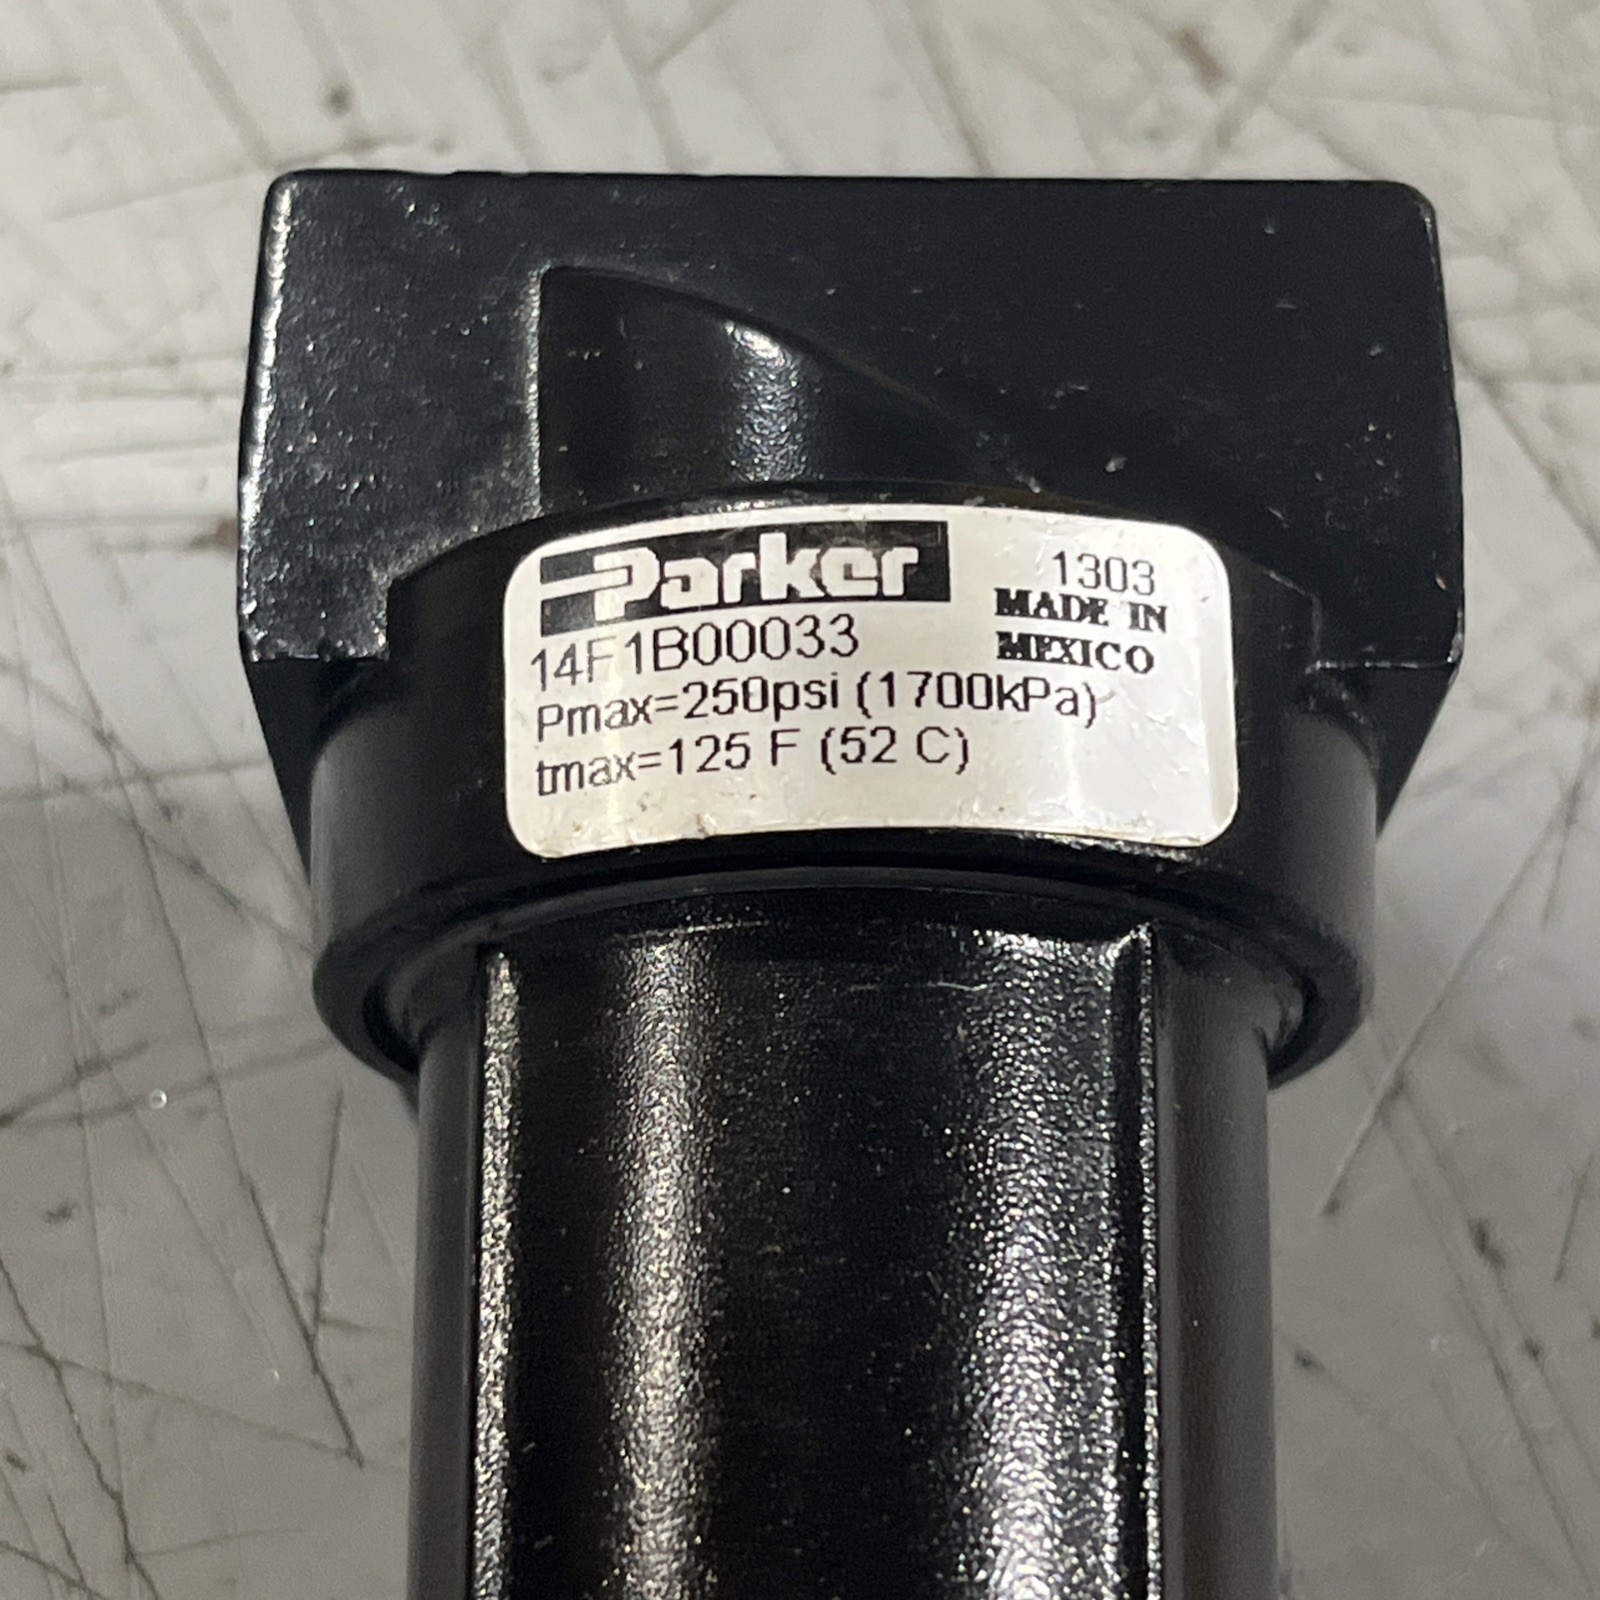 Parker
1303
MADE IN
MEXICO
14F1B00033
Pmax=250psi (1700kPa)
tmax=125 F (52 C)